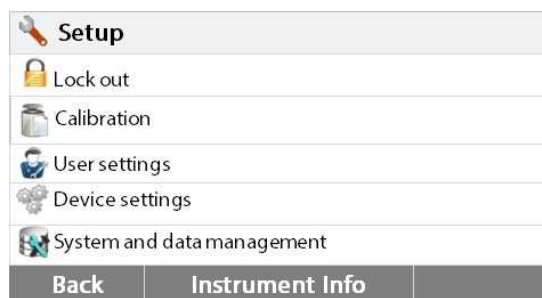 Setup
Lock out
Calibration
User settings
Device settings
System and data management
Back Instrument Info